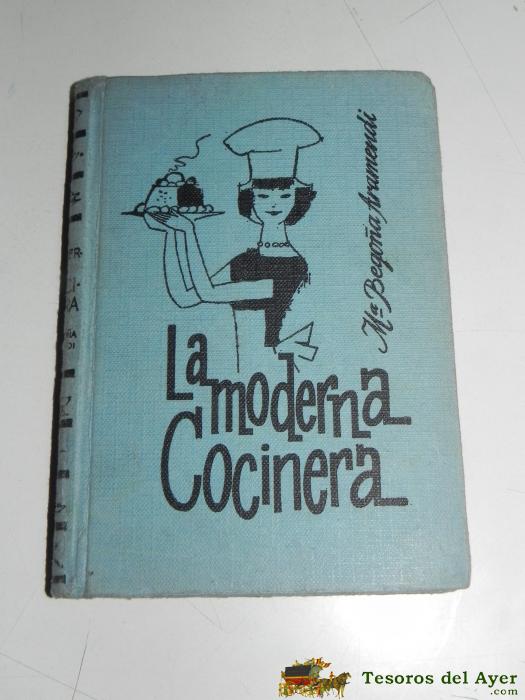 Mª Begoña Aramendi
La
moderna
Cocinera
Tesoros del Ayer
.com